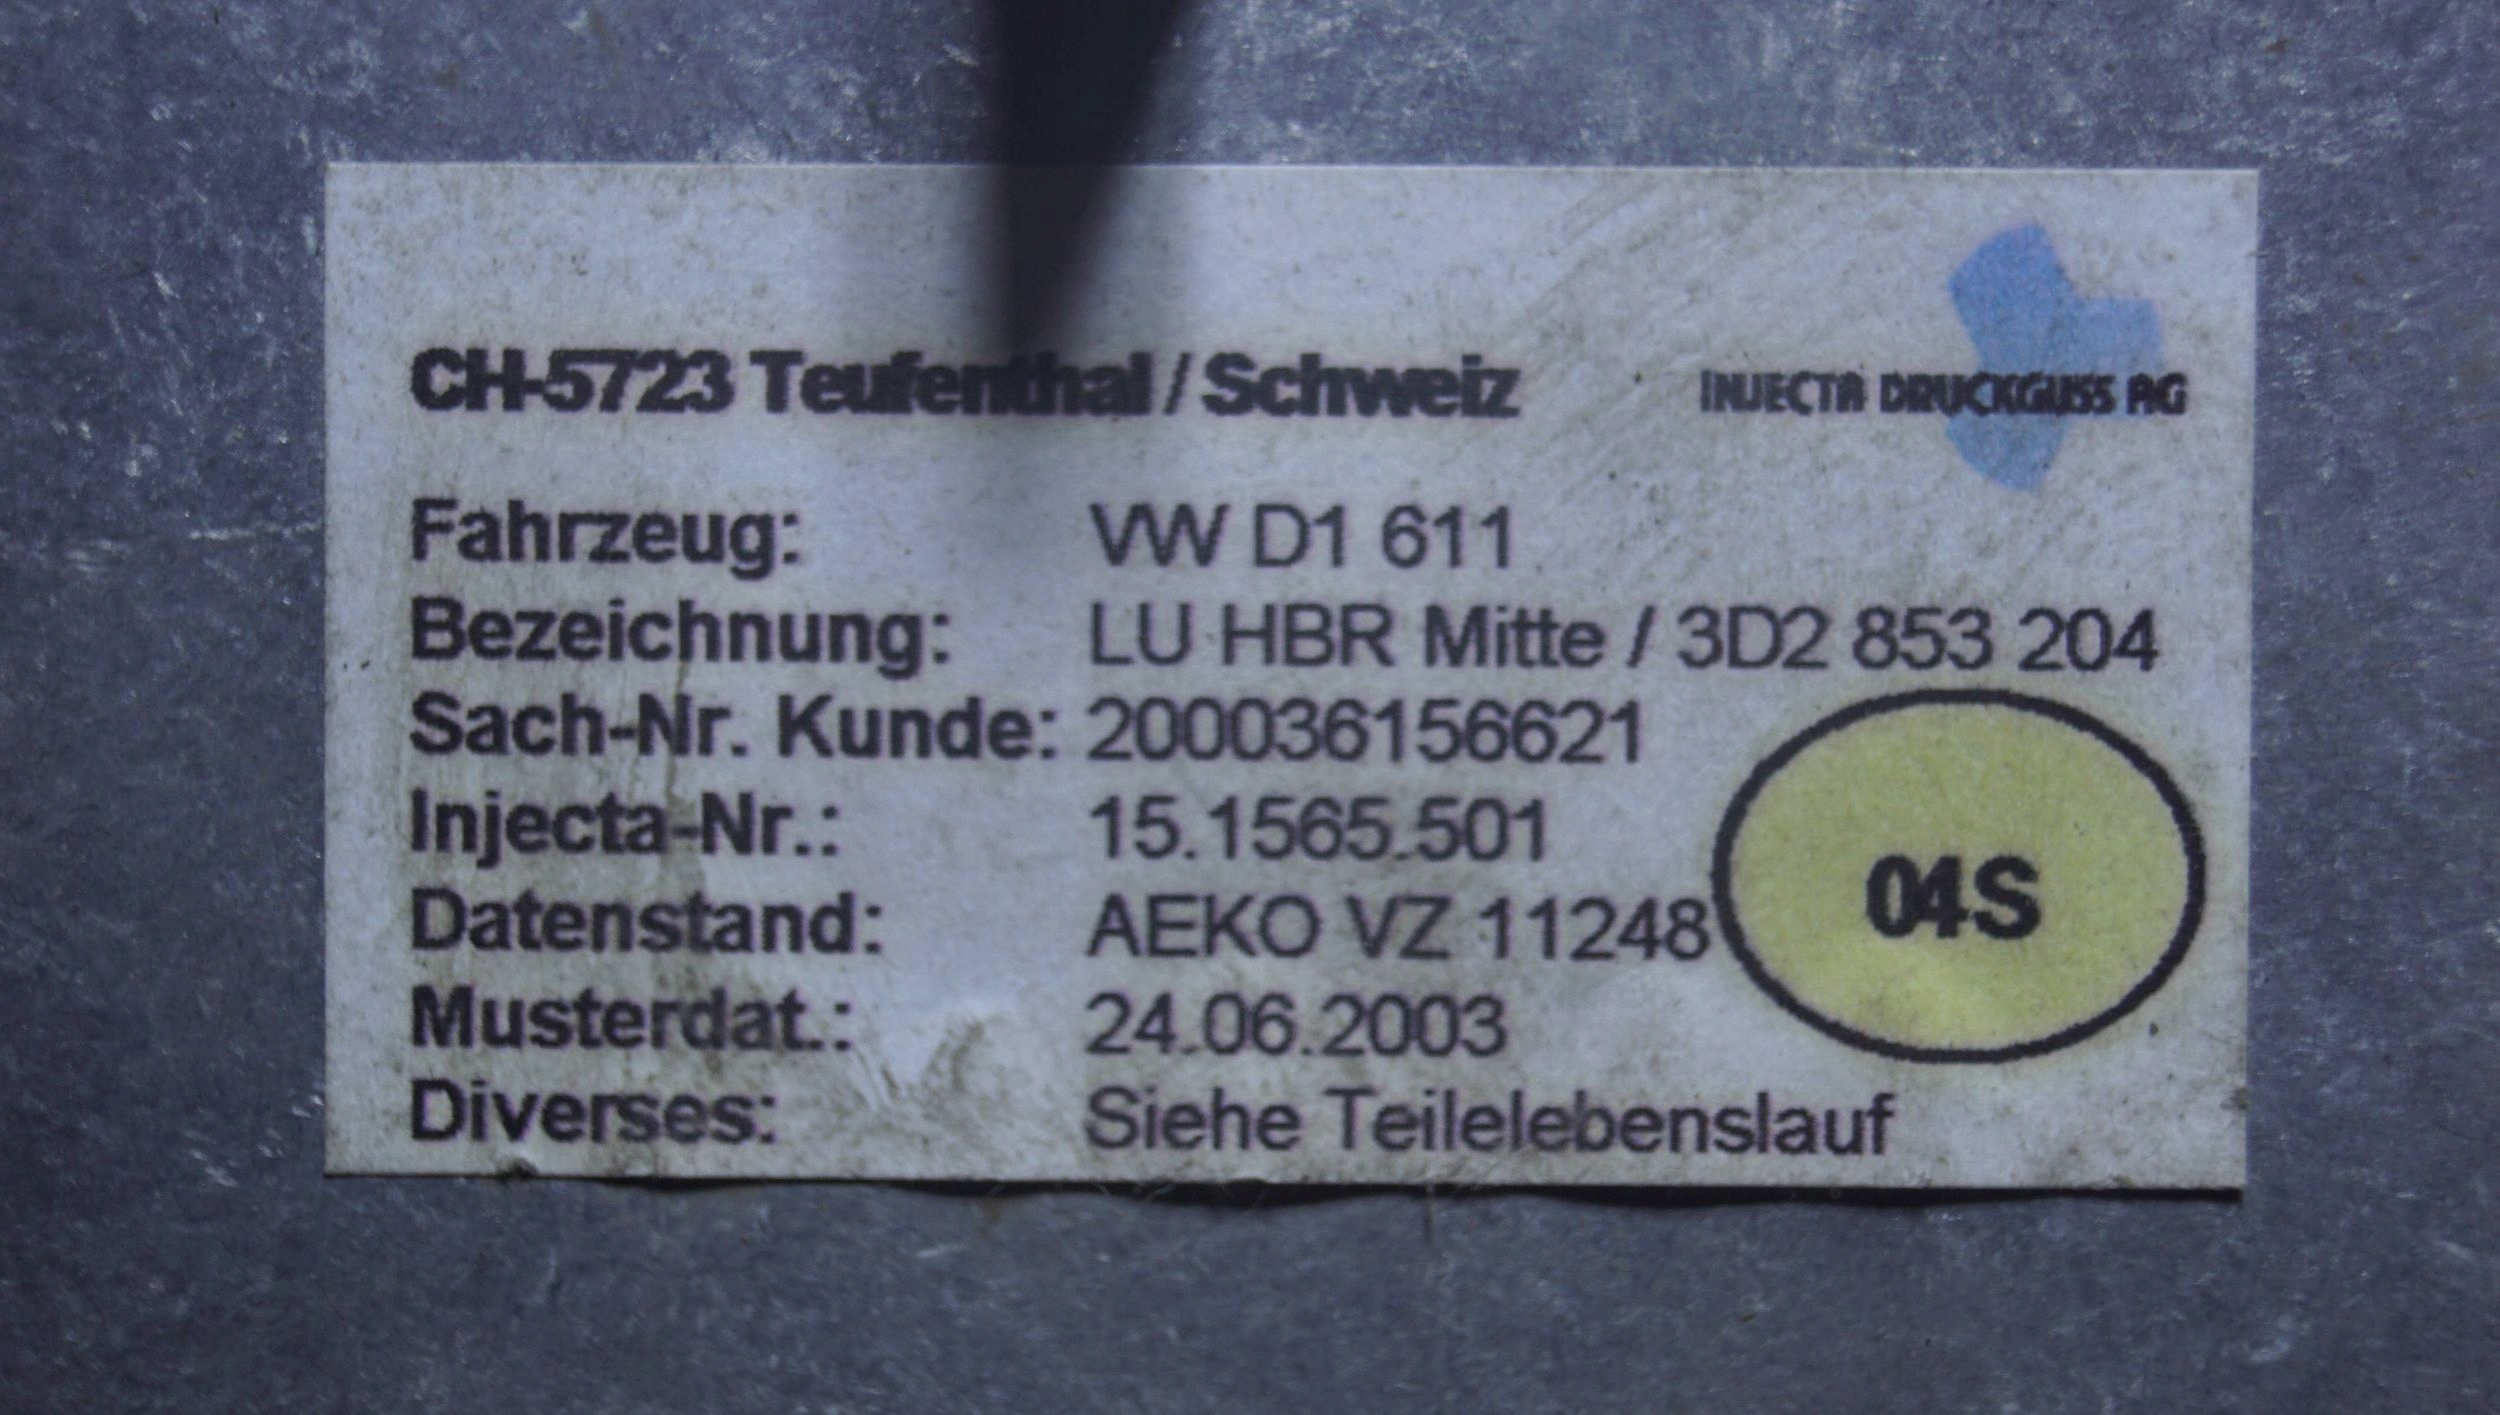 CH-5723 Teufenthal / Schweiz
INJECTA DRUCKGUSS AG
Fahrzeug: VW D1 611
Bezeichnung: LU HBR Mitte / 3D2 853 204
Sach-Nr. Kunde: 200036156621
Injecta-Nr.: 15.1565.501
Datenstand: AEKO VZ 11248
04S
Musterdat.: 24.06.2003
Diverses: Siehe Teilelebenslauf